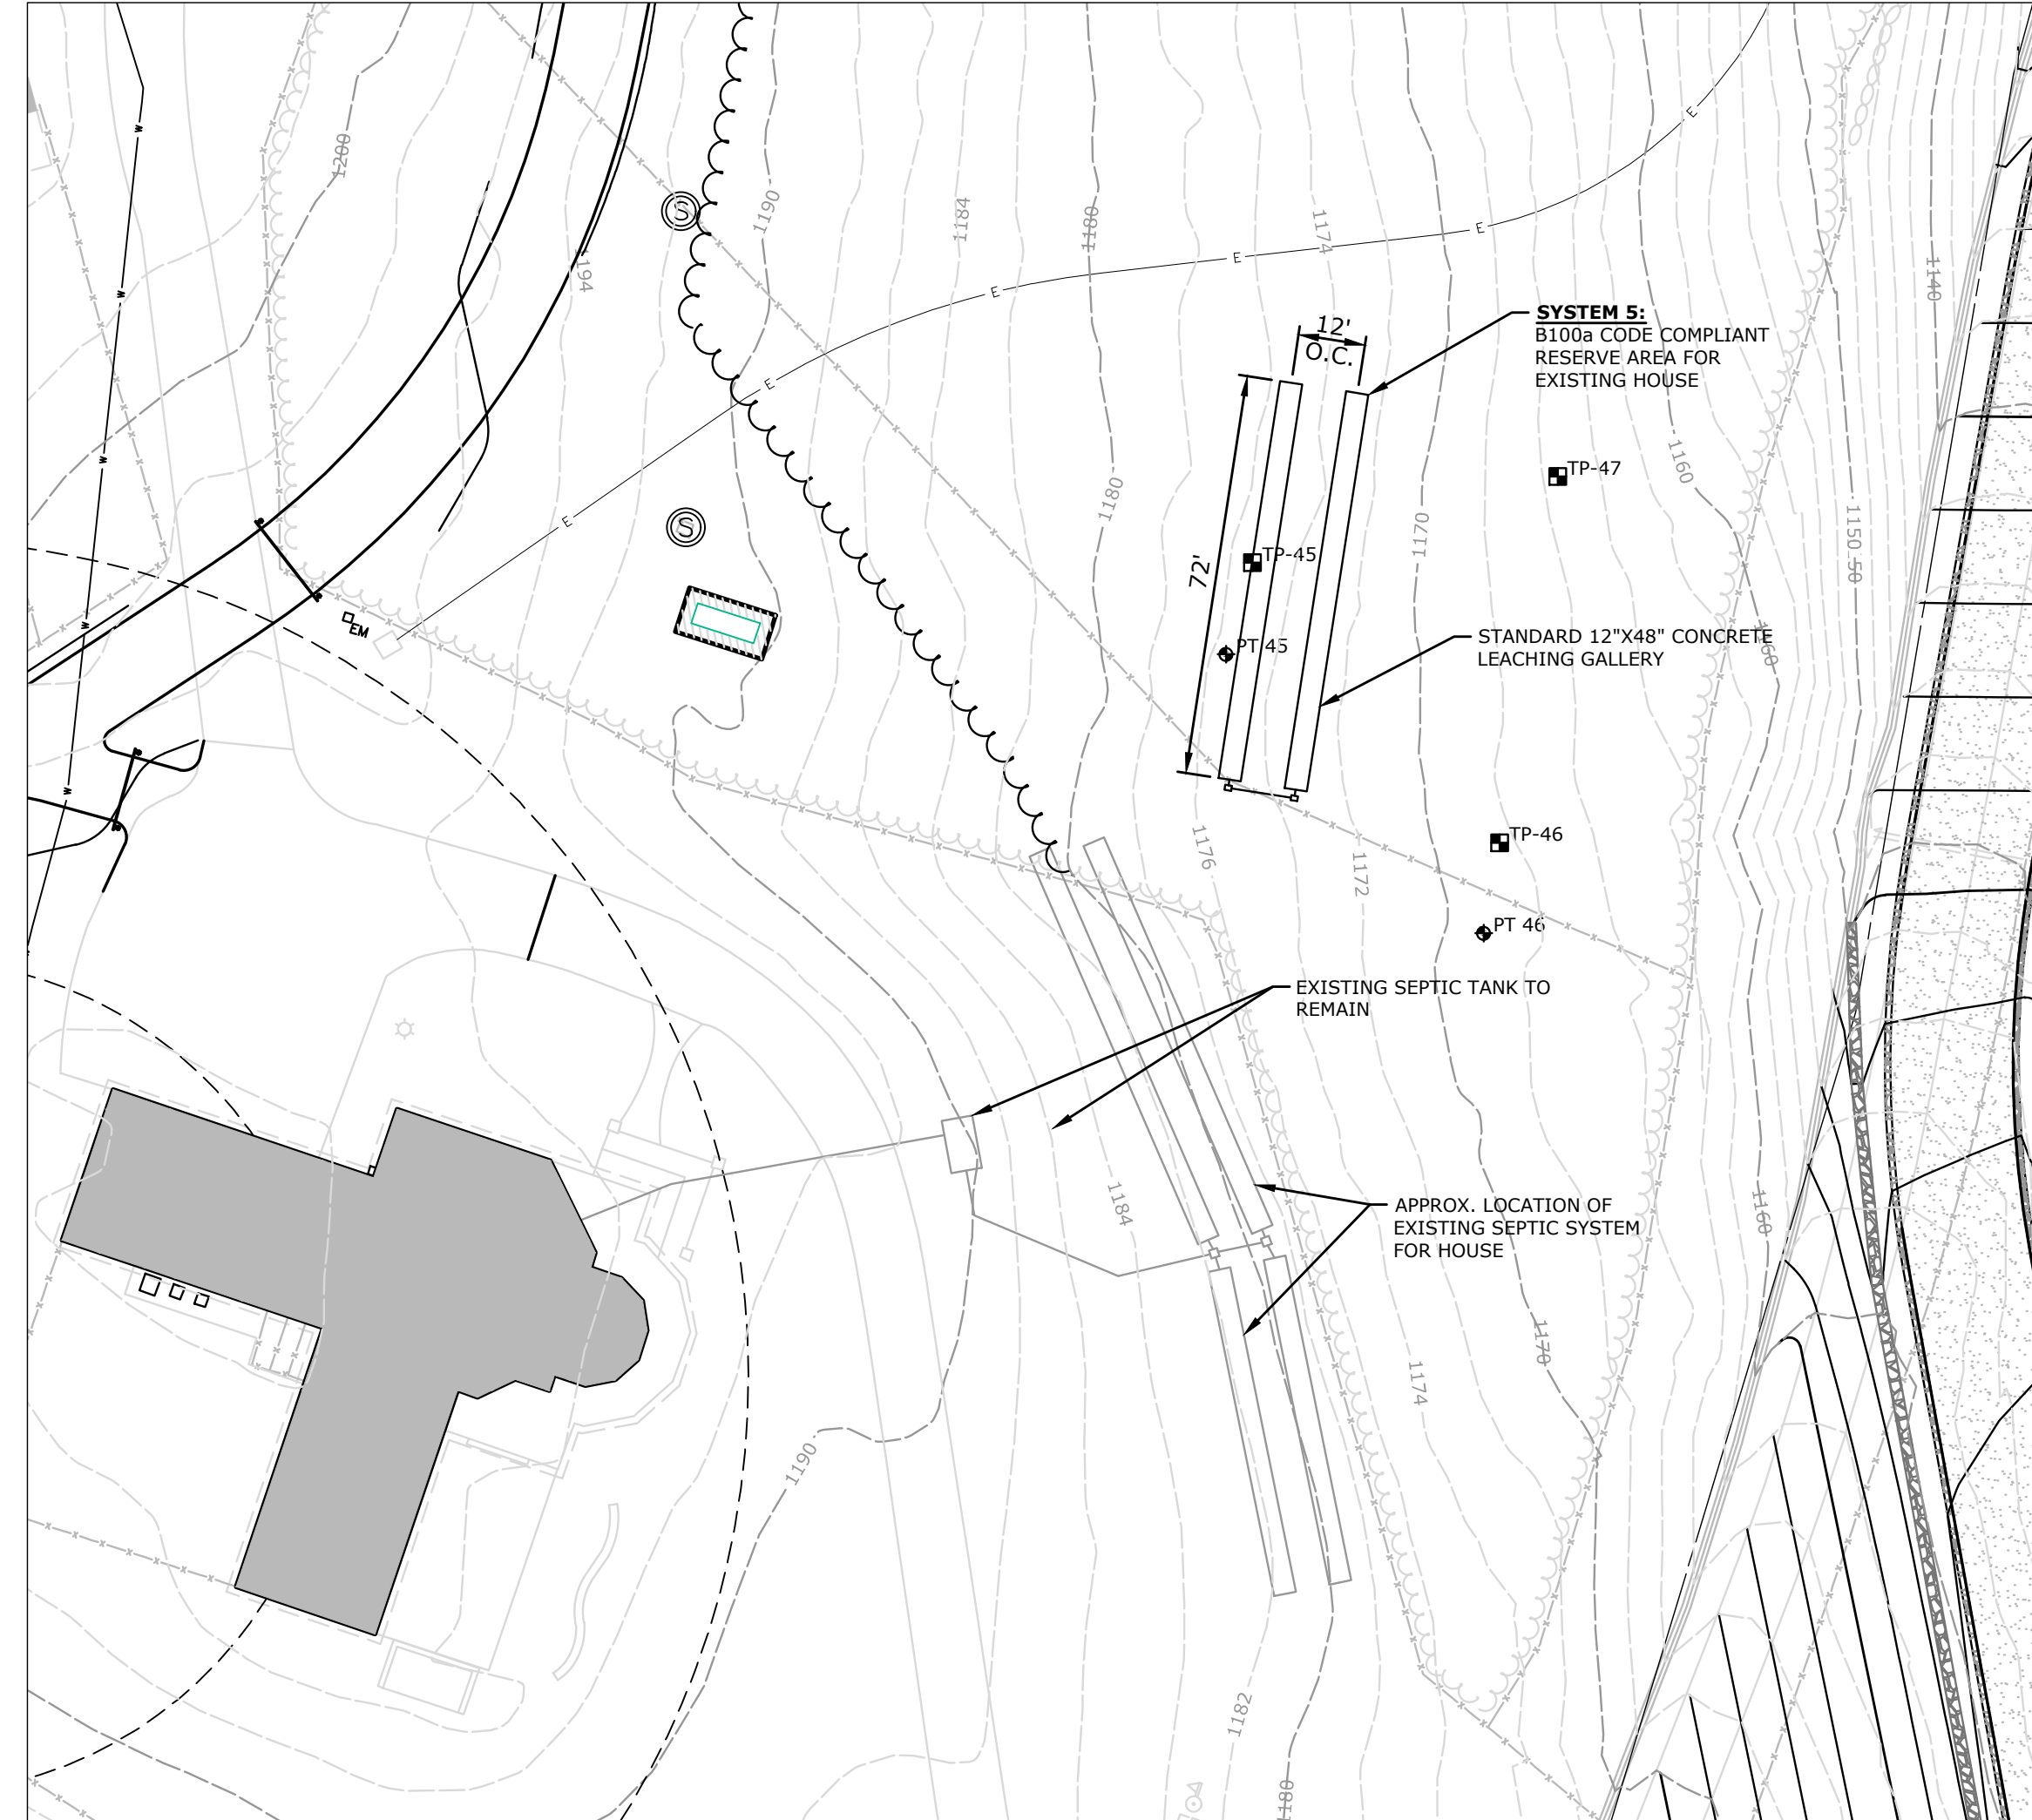 1200
1190
1184
1180
1174
1194
1140
W
W
W
W
W
E
E
E
E
E
E
S
S
12'
O.C.
SYSTEM 5:
B100a CODE COMPLIANT
RESERVE AREA FOR
EXISTING HOUSE
TP-47
1160
1180
1170
1150
50
TP-45
72'
EM
PT 45
STANDARD 12"X48" CONCRETE
LEACHING GALLERY
1160
TP-46
1176
1172
PT 46
EXISTING SEPTIC TANK TO
REMAIN
1184
APPROX. LOCATION OF
EXISTING SEPTIC SYSTEM
FOR HOUSE
1160
1170
1174
1190
1182
1180